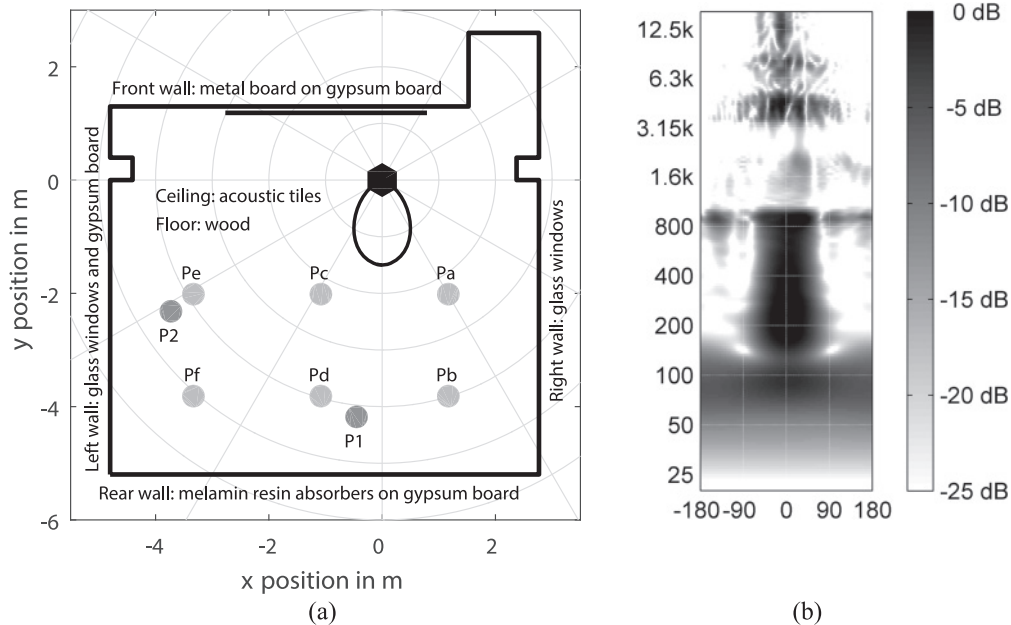 2
0
-2
-4
-6
y position in m
Front wall: metal board on gypsum board
Left wall: glass windows and gypsum board
Ceiling: acoustic tiles
Floor: wood
Right wall: glass windows
Pe
Pc
Pa
P2
Pf
Pd
Pb
P1
Rear wall: melamin resin absorbers on gypsum board
-4
-2
0
2
x position in m
(a)
12.5k
6.3k
3.15k
1.6k
800
400
200
100
50
25
-180 -90 0 90 180
0 dB
-5 dB
-10 dB
-15 dB
-20 dB
-25 dB
(b)